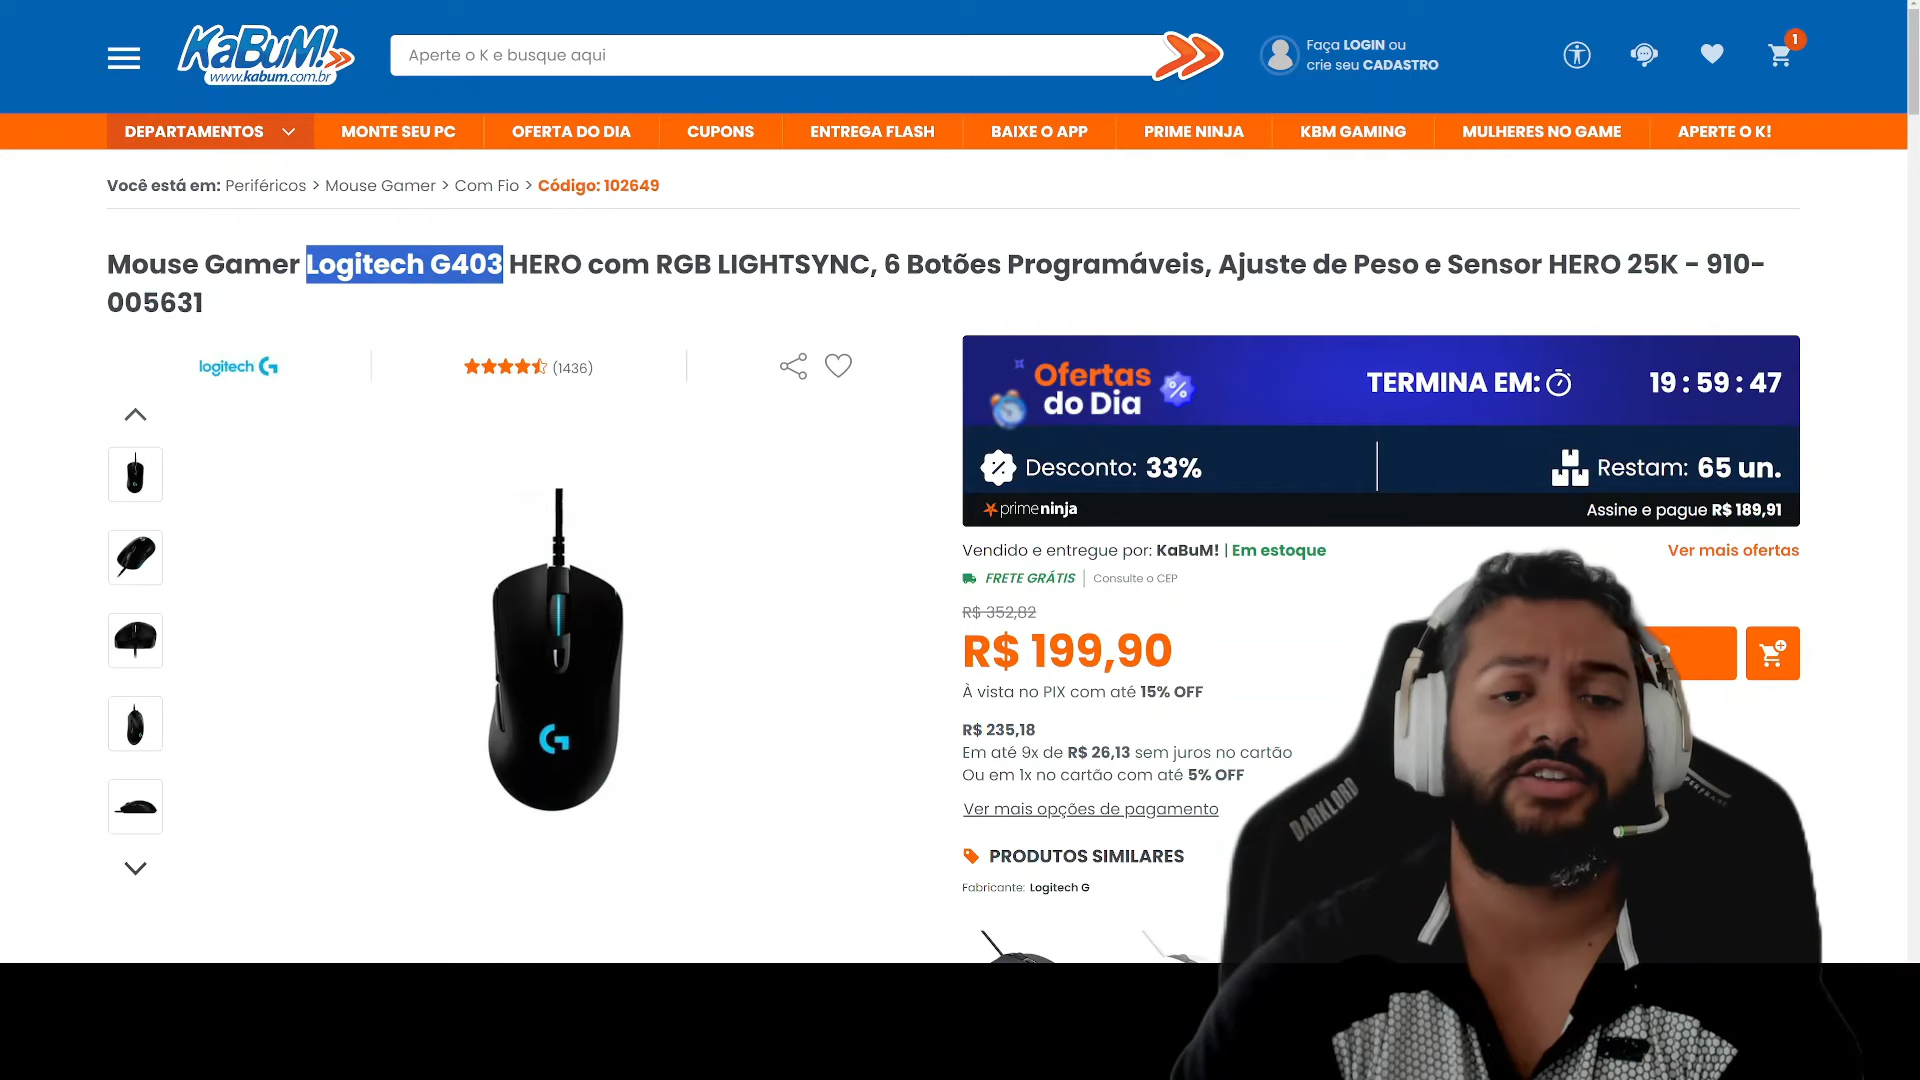 KaBuM!
www.kabum.com.br
Aperte o K e busque aqui
Faça LOGIN ou
crie seu CADASTRO
1
DEPARTAMENTOS
MONTE SEU PC
OFERTA DO DIA
CUPONS
ENTREGA FLASH
BAIXE O APP
PRIME NINJA
KBM GAMING
MULHERES NO GAME
APERTE O K!
Você está em: Periféricos > Mouse Gamer > Com Fio > Código: 102649
Mouse Gamer Logitech G403 HERO com RGB LIGHTSYNC, 6 Botões Programáveis, Ajuste de Peso e Sensor HERO 25K - 910-
005631
logitech G
(1436)
Ofertas
do Dia
%
TERMINA EM:
19 : 59 : 47
Desconto: 33%
Restam: 65 un.
primeninja
Assine e pague R$ 189,91
Vendido e entregue por: KaBuM! | Em estoque
Ver mais ofertas
FRETE GRÁTIS
Consulte o CEP
R$ 352,82
R$ 199,90
À vista no PIX com até 15% OFF
R$ 235,18
Em até 9x de R$ 26,13 sem juros no cartão
Ou em 1x no cartão com até 5% OFF
Ver mais opções de pagamento
PRODUTOS SIMILARES
Fabricante: Logitech G
DARKLORD